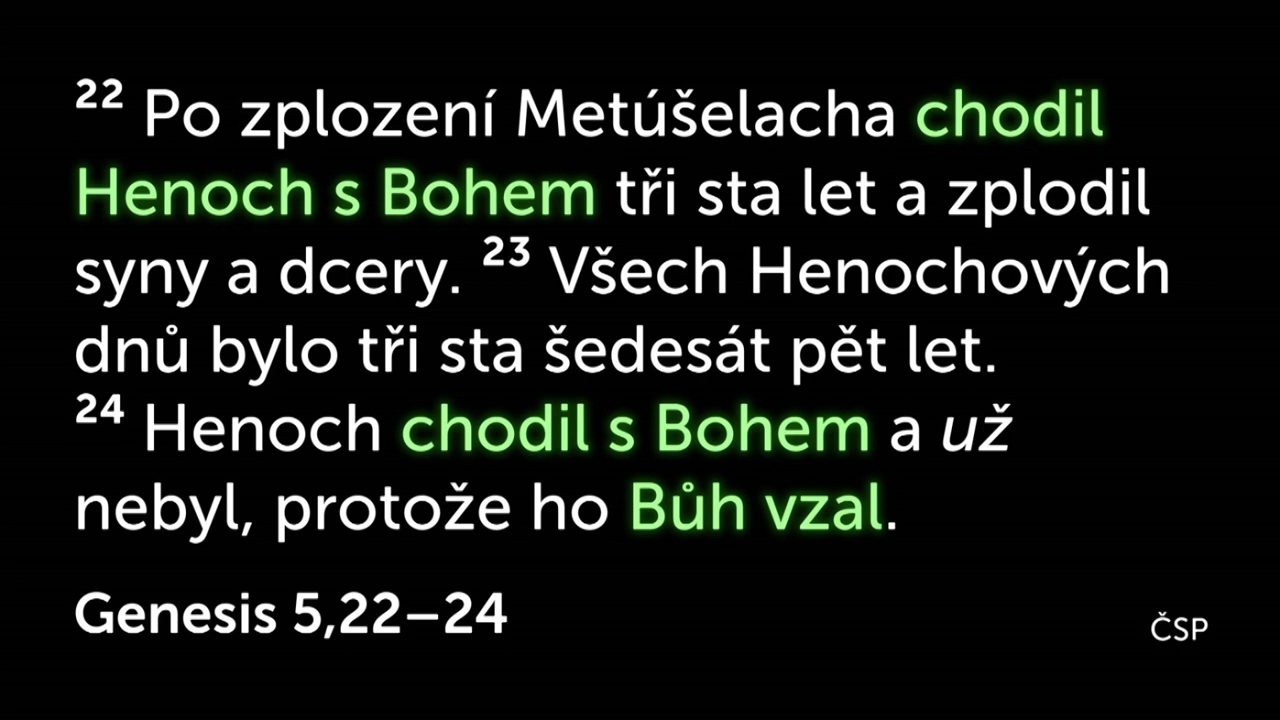 22 Po zplození Metúšelacha chodil
Henoch s Bohem tři sta let a zplodil
syny a dcery. 23 Všech Henochových
dnů bylo tři sta šedesát pět let.
24 Henoch chodil s Bohem a už
nebyl, protože ho Bůh vzal.
Genesis 5,22–24
ČSP